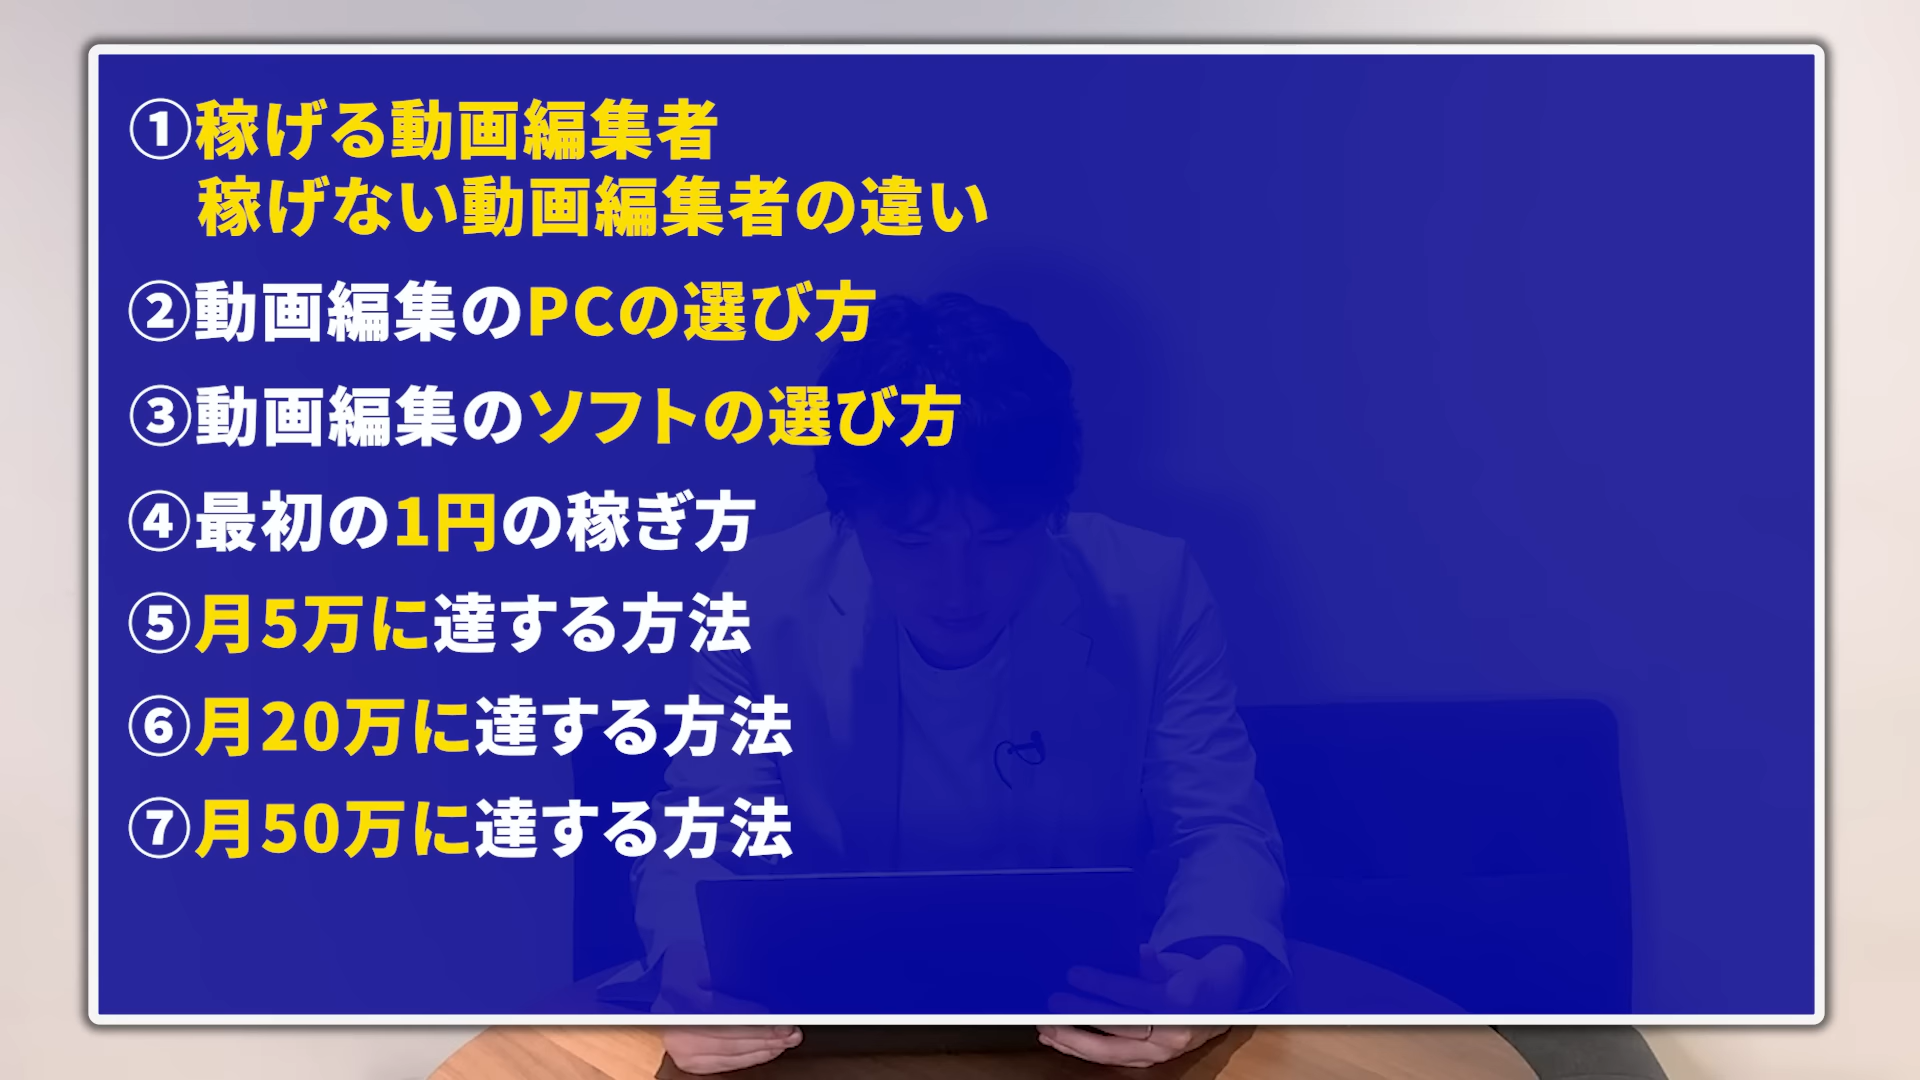 ①稼げる動画編集者
稼げない動画編集者の違い
②動画編集のPCの選び方
③動画編集のソフトの選び方
④最初の1円の稼ぎ方
⑤月5万に達する方法
⑥月20万に達する方法
⑦月50万に達する方法